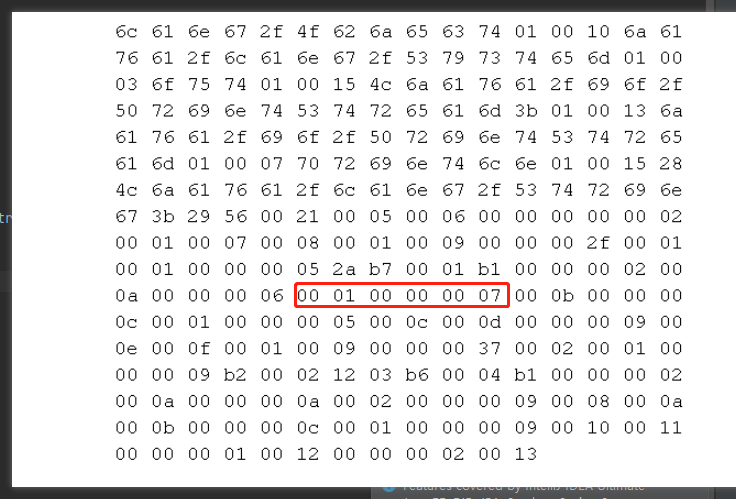 6c 61 6e 67 2f 4f 62 6a 65 63 74 01 00 10 6a 61
76 61 2f 6c 61 6e 67 2f 53 79 73 74 65 6d 01 00
03 6f 75 74 01 00 15 4c 6a 61 76 61 2f 69 6f 2f
50 72 69 6e 74 53 74 72 65 61 6d 3b 01 00 13 6a
61 76 61 2f 69 6f 2f 50 72 69 6e 74 53 74 72 65
61 6d 01 00 07 70 72 69 6e 74 6c 6e 01 00 15 28
4c 6a 61 76 61 2f 6c 61 6e 67 2f 53 74 72 69 6e
67 3b 29 56 00 21 00 05 00 06 00 00 00 00 00 02
00 01 00 07 00 08 00 01 00 09 00 00 00 2f 00 01
00 01 00 00 00 05 2a b7 00 01 b1 00 00 00 02 00
0a 00 00 00 06 00 01 00 00 00 07 00 0b 00 00 00
0c 00 01 00 00 00 05 00 0c 00 0d 00 00 00 09 00
0e 00 0f 00 01 00 09 00 00 00 37 00 02 00 01 00
00 00 09 b2 00 02 12 03 b6 00 04 b1 00 00 00 02
00 0a 00 00 00 0a 00 02 00 00 00 09 00 08 00 0a
00 0b 00 00 00 0c 00 01 00 00 00 09 00 10 00 11
00 00 00 01 00 12 00 00 00 02 00 13